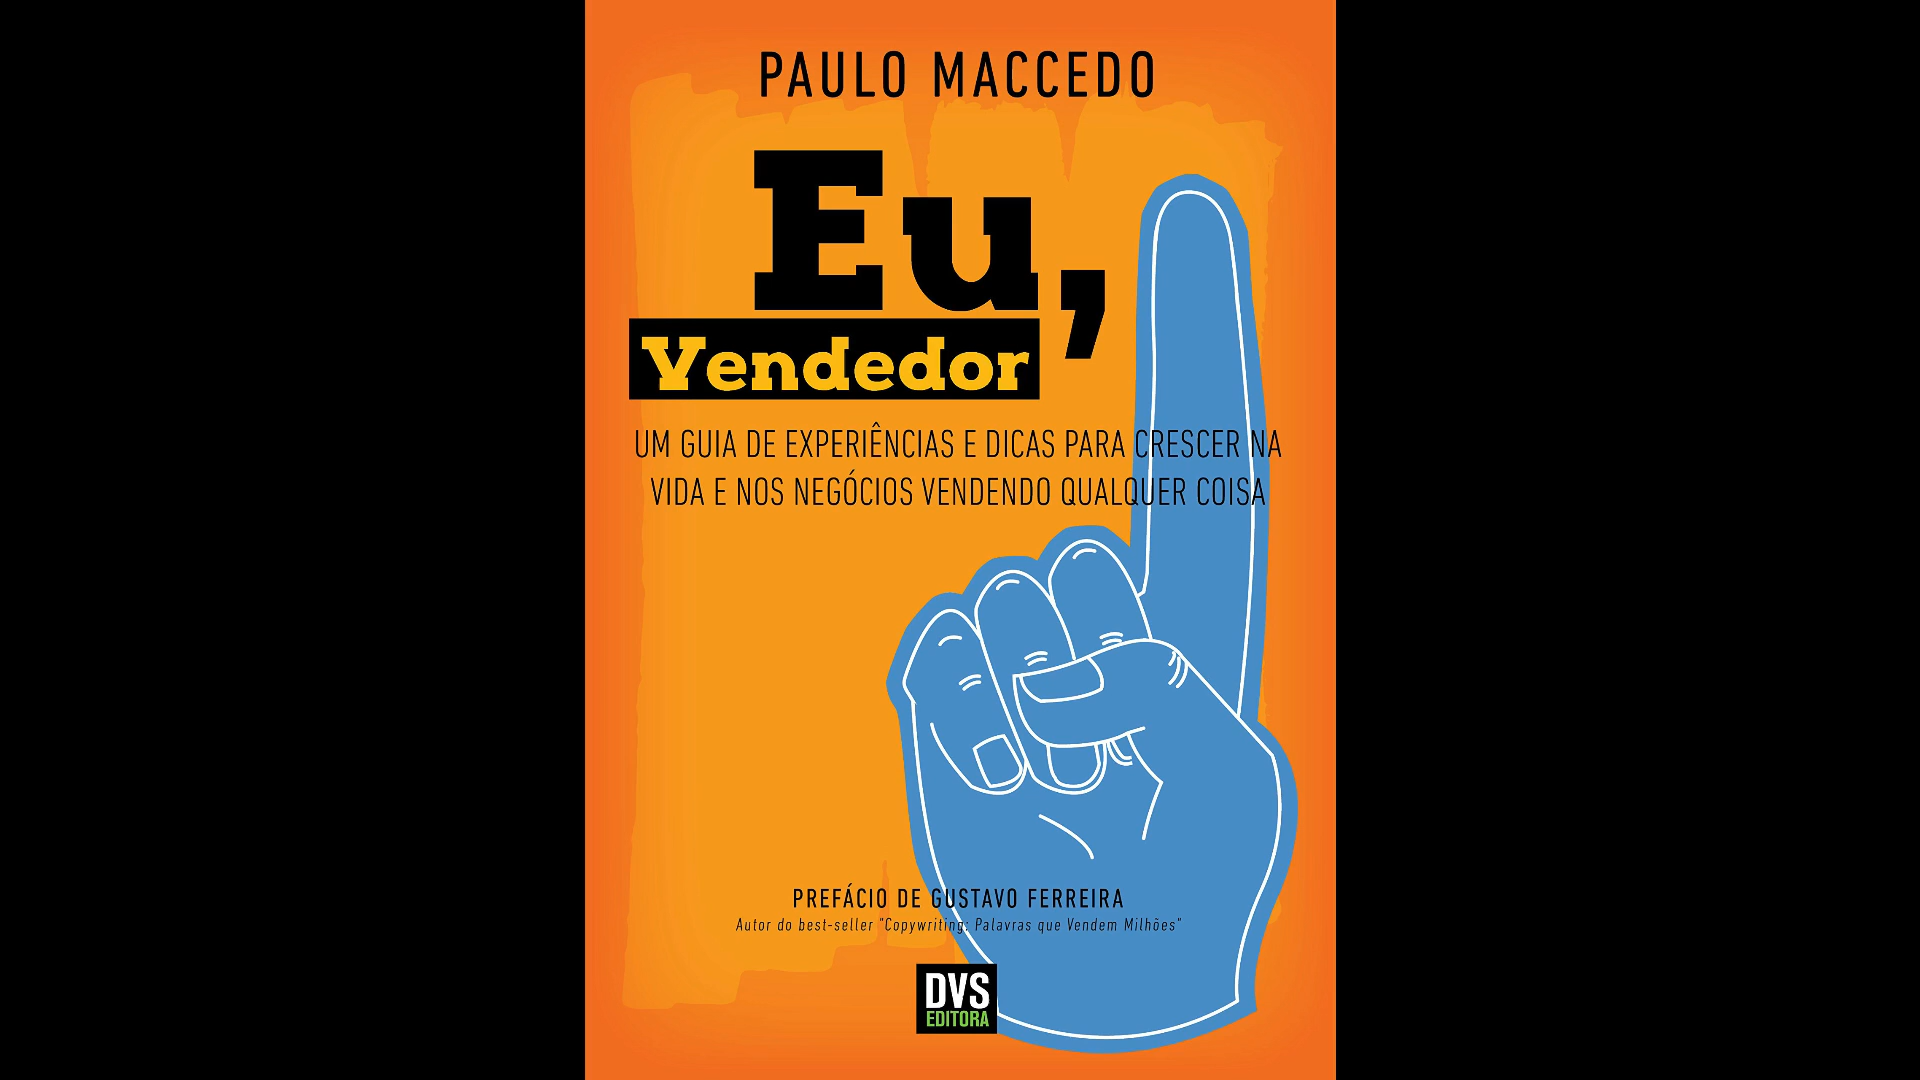 PAULO MACCEDO
Eu,
Vendedor
UM GUIA DE EXPERIÊNCIAS E DICAS PARA CRESCER NA
VIDA E NOS NEGÓCIOS VENDENDO QUALQUER COISA
PREFÁCIO DE GUSTAVO FERREIRA
Autor do best-seller "Copywriting: Palavras que Vendem Milhões"
DVS
EDITORA